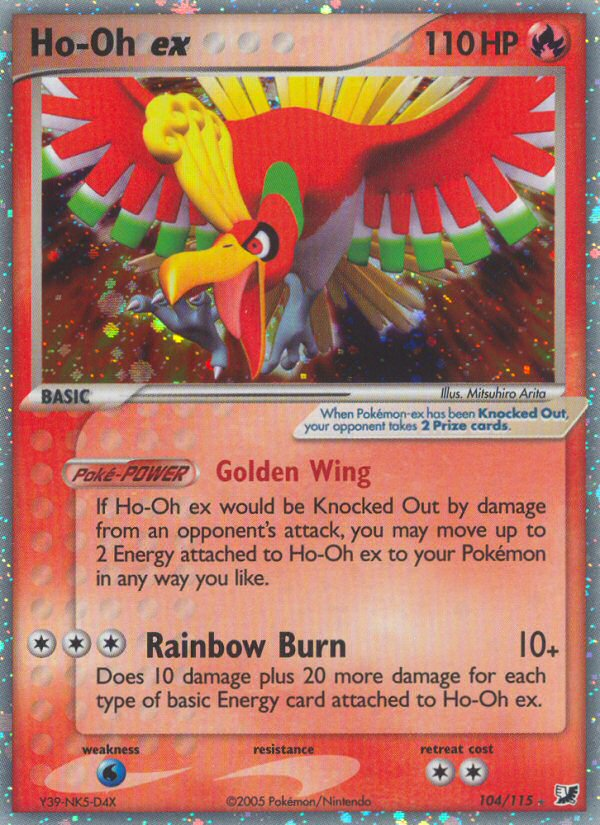 Ho-Oh ex 110 HP
BASIC
Illus. Mitsuhiro Arita
When Pokémon-ex has been Knocked Out,
your opponent takes 2 Prize cards.
Poké-POWER Golden Wing
If Ho-Oh ex would be Knocked Out by damage
from an opponent's attack, you may move up to
2 Energy attached to Ho-Oh ex to your Pokémon
in any way you like.
Rainbow Burn 10+
Does 10 damage plus 20 more damage for each
type of basic Energy card attached to Ho-Oh ex.
weakness resistance retreat cost
Y39-NK5-D4X ©2005 Pokémon/Nintendo 104/115